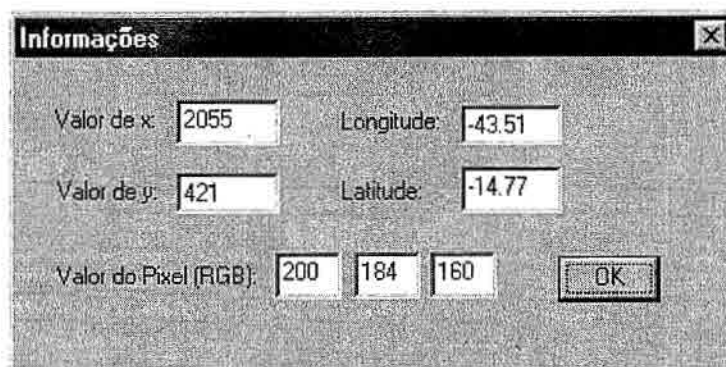 Informações
Valor de x: 2055 Longitude: -43.51
Valor de y: 421 Latitude: -14.77
Valor do Pixel (RGB): 200 184 160 OK